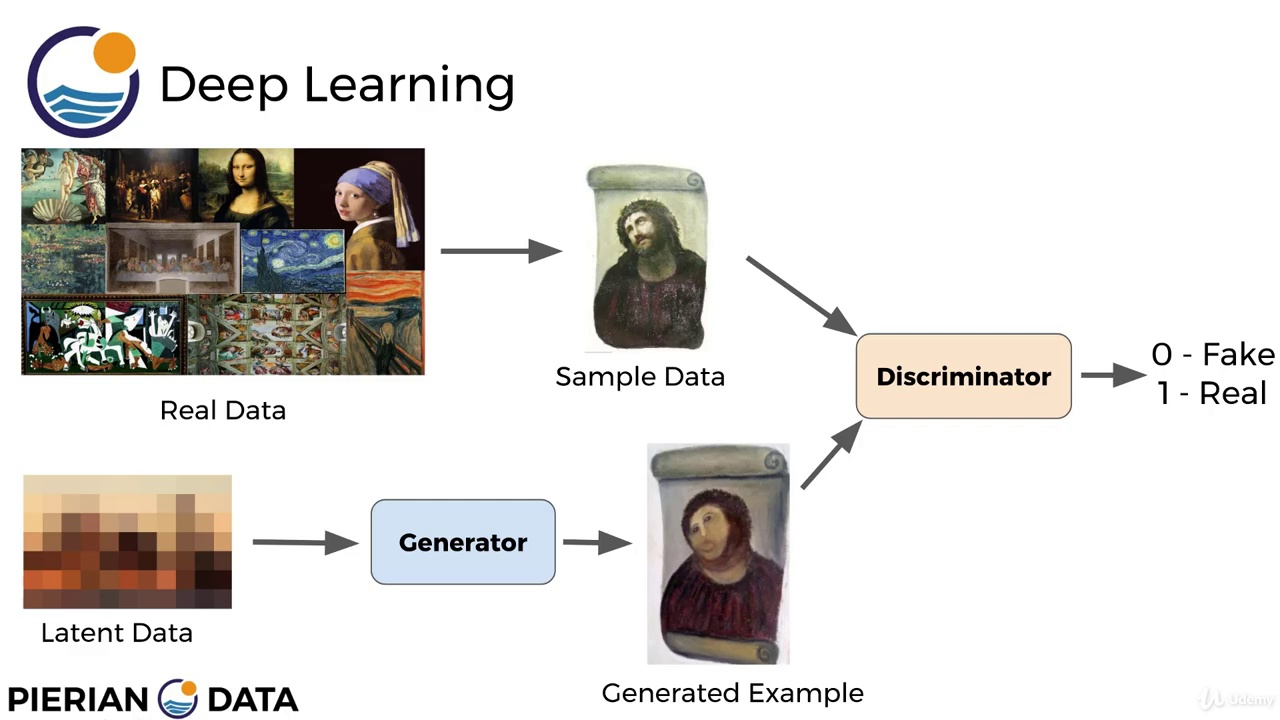 Deep Learning
Real Data
Sample Data
Discriminator
0 - Fake
1 - Real
Latent Data
Generator
Generated Example
PIERIAN DATA
Udemy